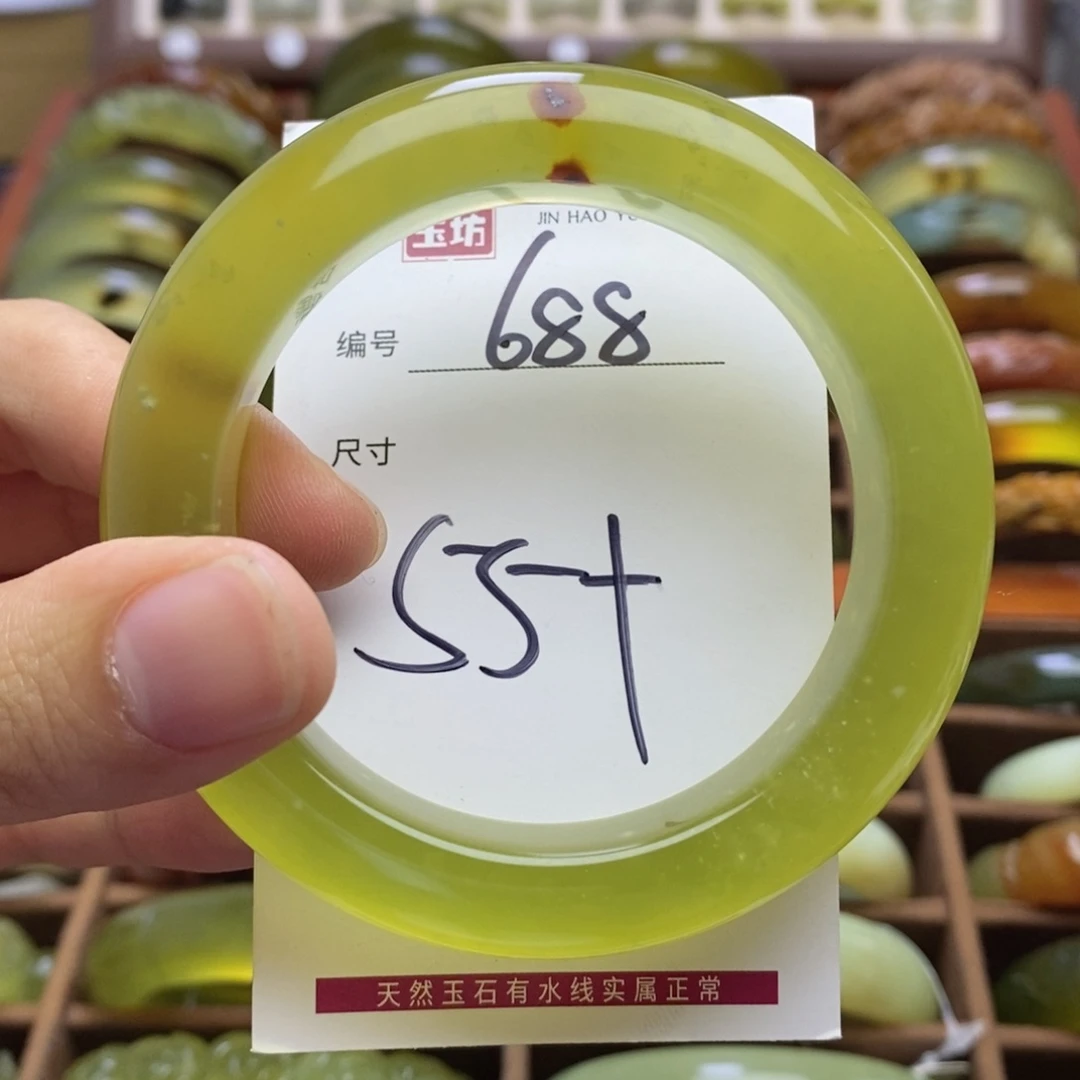 玉坊
JIN HAO YU
编号 688
尺寸
55+
天然玉石有水线实属正常